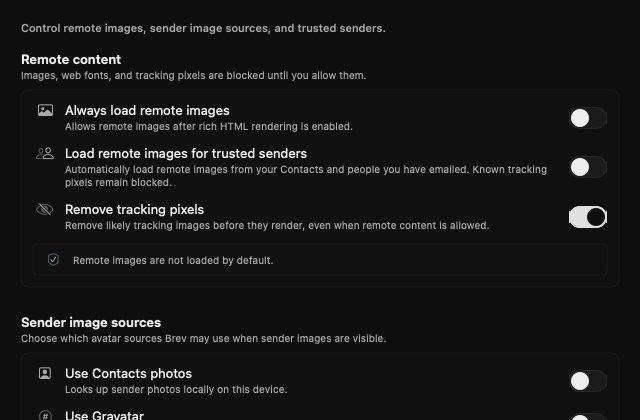 Control remote images, sender image sources, and trusted senders.
Remote content
Images, web fonts, and tracking pixels are blocked until you allow them.
Always load remote images
Allows remote images after rich HTML rendering is enabled.
Load remote images for trusted senders
Automatically load remote images from your Contacts and people you have emailed. Known tracking
pixels remain blocked.
Remove tracking pixels
Remove likely tracking images before they render, even when remote content is allowed.
Remote images are not loaded by default.
Sender image sources
Choose which avatar sources Brev may use when sender images are visible.
Use Contacts photos
Looks up sender photos locally on this device.
# Use Gravatar